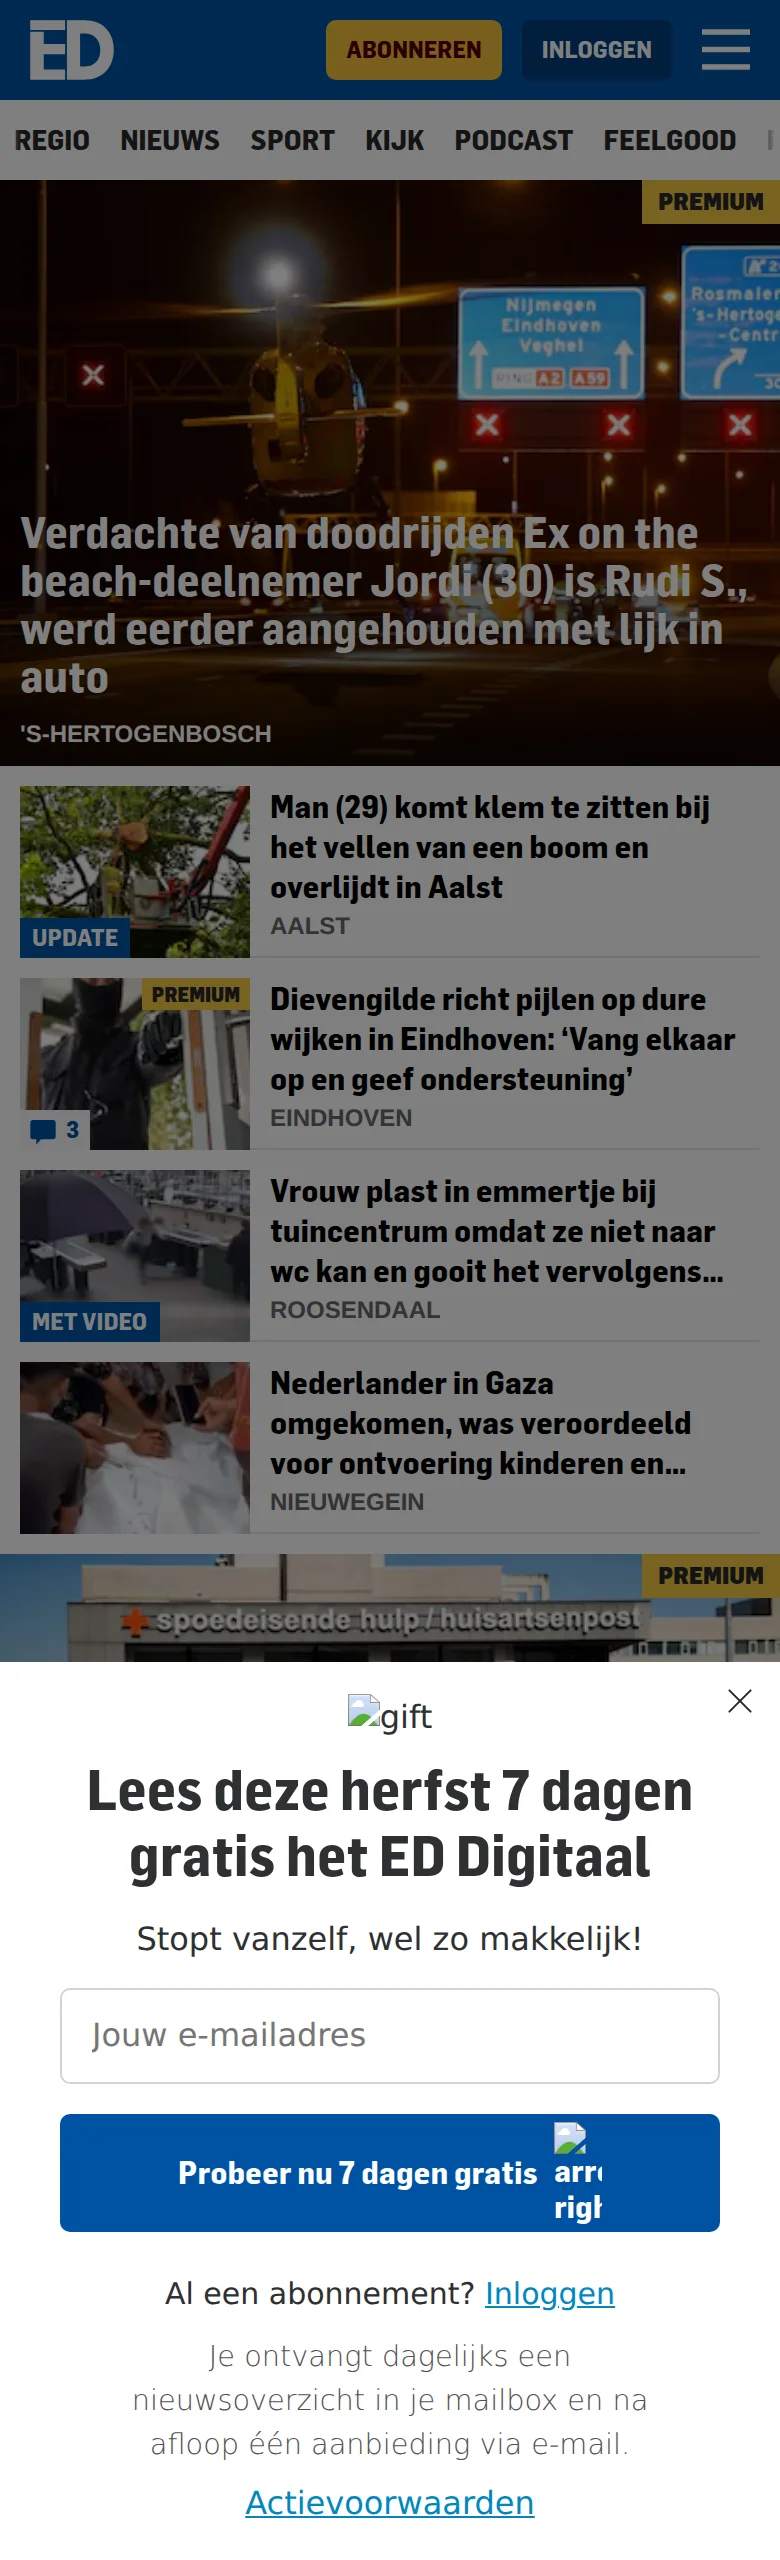 ED
ABONNEREN
INLOGGEN
REGIO NIEUWS SPORT KIJK PODCAST FEELGOOD
PREMIUM
Nijmegen
Eindhoven
Veghel
RING A2 A59
Rosmalen
's-Hertoge
-Centr
Verdachte van doodrijden Ex on the
beach-deelnemer Jordi (30) is Rudi S.,
werd eerder aangehouden met lijk in
auto
'S-HERTOGENBOSCH
Man (29) komt klem te zitten bij
het vellen van een boom en
overlijdt in Aalst
AALST
UPDATE
PREMIUM
Dievengilde richt pijlen op dure
wijken in Eindhoven: ‘Vang elkaar
op en geef ondersteuning’
EINDHOVEN
3
Vrouw plast in emmertje bij
tuincentrum omdat ze niet naar
wc kan en gooit het vervolgens...
ROOSENDAAL
MET VIDEO
Nederlander in Gaza
omgekomen, was veroordeeld
voor ontvoering kinderen en...
NIEUWEGEIN
PREMIUM
spoedeisende hulp / huisartsenpost
gift
Lees deze herfst 7 dagen
gratis het ED Digitaal
Stopt vanzelf, wel zo makkelijk!
Jouw e-mailadres
Probeer nu 7 dagen gratis
arr
righ
Al een abonnement? Inloggen
Je ontvangt dagelijks een
nieuwsoverzicht in je mailbox en na
afloop één aanbieding via e-mail.
Actievoorwaarden